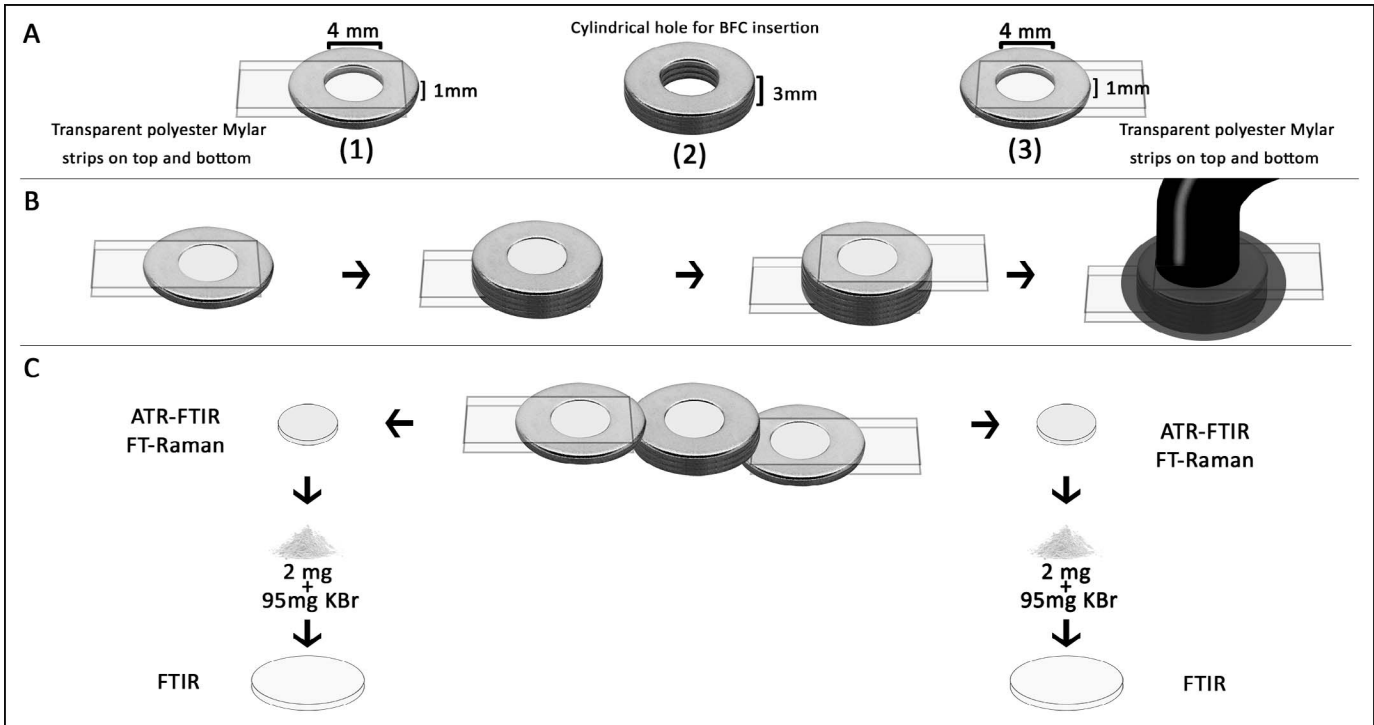 A
4 mm
1mm
Transparent polyester Mylar
strips on top and bottom
(1)
Cylindrical hole for BFC insertion
3mm
(2)
4 mm
1mm
Transparent polyester Mylar
strips on top and bottom
(3)
B
C
ATR-FTIR
FT-Raman
2 mg
+
95mg KBr
FTIR
ATR-FTIR
FT-Raman
2 mg
+
95mg KBr
FTIR